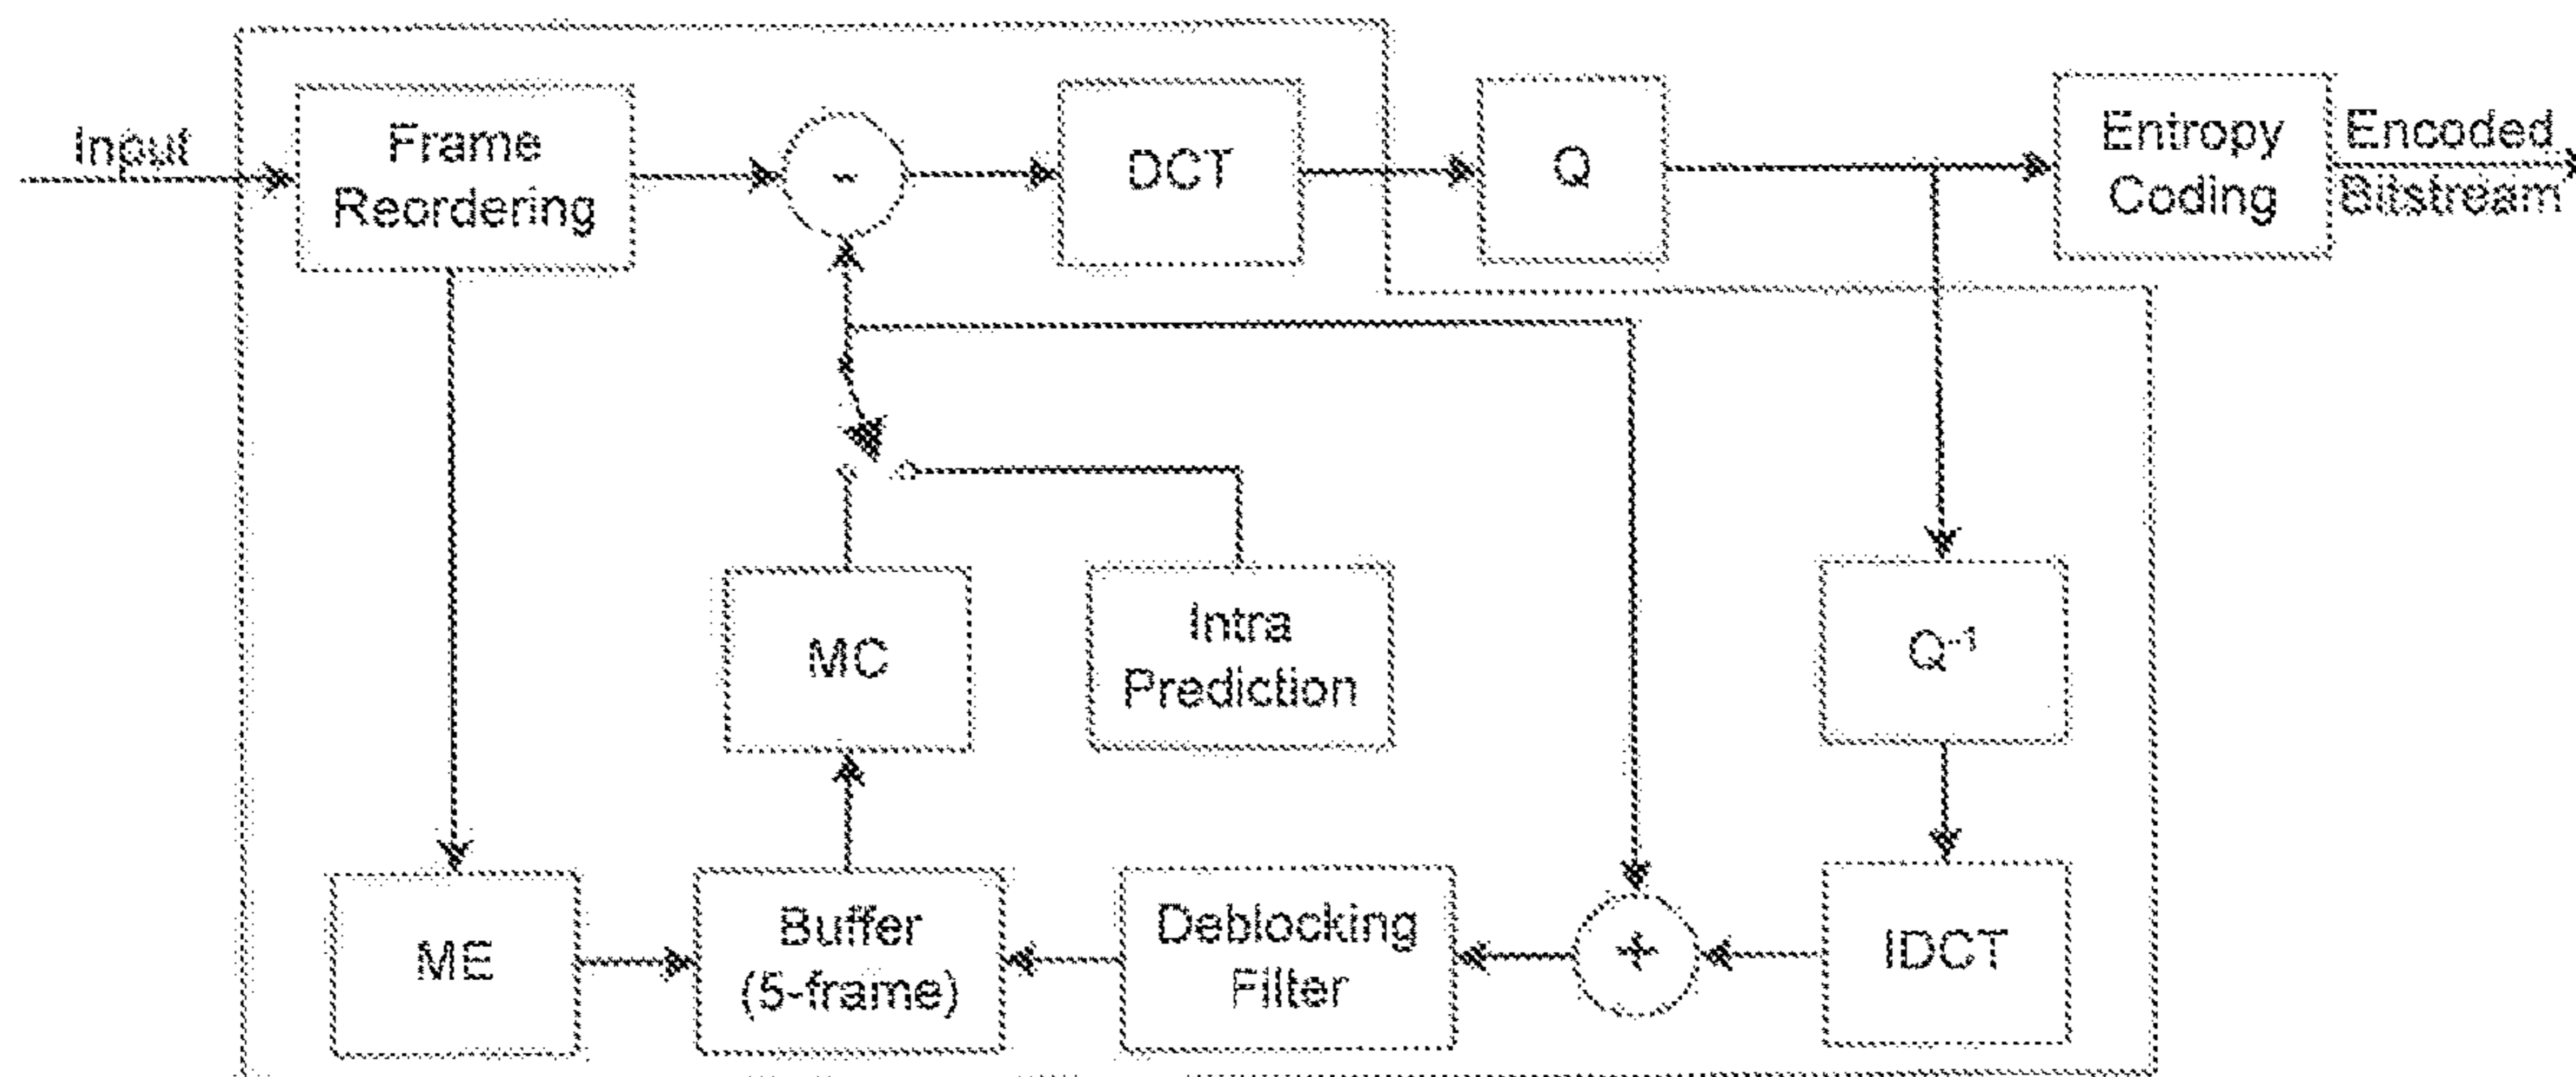 Input
Frame
Reordering
-
DCT
Q
Entropy
Coding
Encoded
Bitstream
MC
Intra
Prediction
Q-1
ME
Buffer
(5-frame)
Deblocking
Filter
+
IDCT